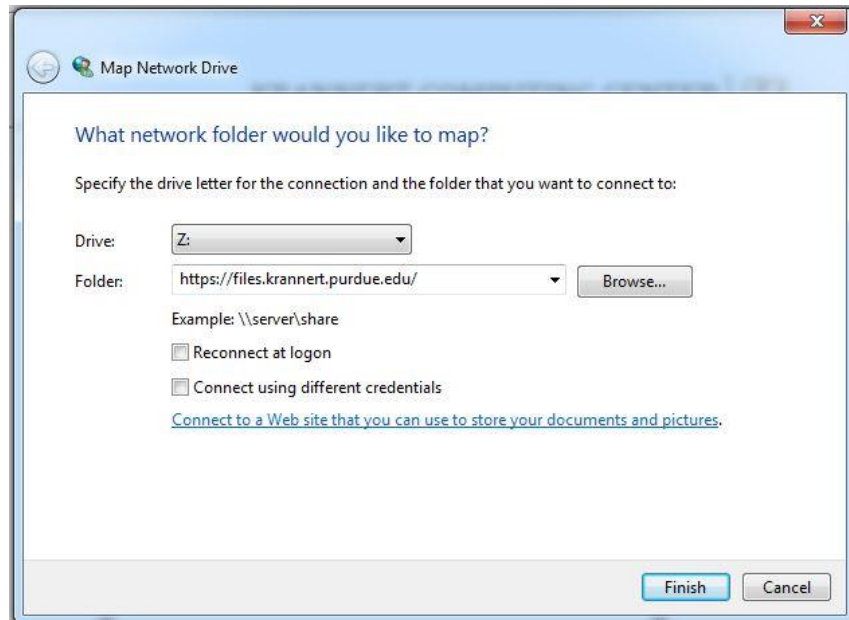 Map Network Drive
What network folder would you like to map?
Specify the drive letter for the connection and the folder that you want to connect to:
Drive: Z:
Folder: https://files.krannert.purdue.edu/ Browse...
Example: \\server\share
Reconnect at logon
Connect using different credentials
Connect to a Web site that you can use to store your documents and pictures.
Finish Cancel